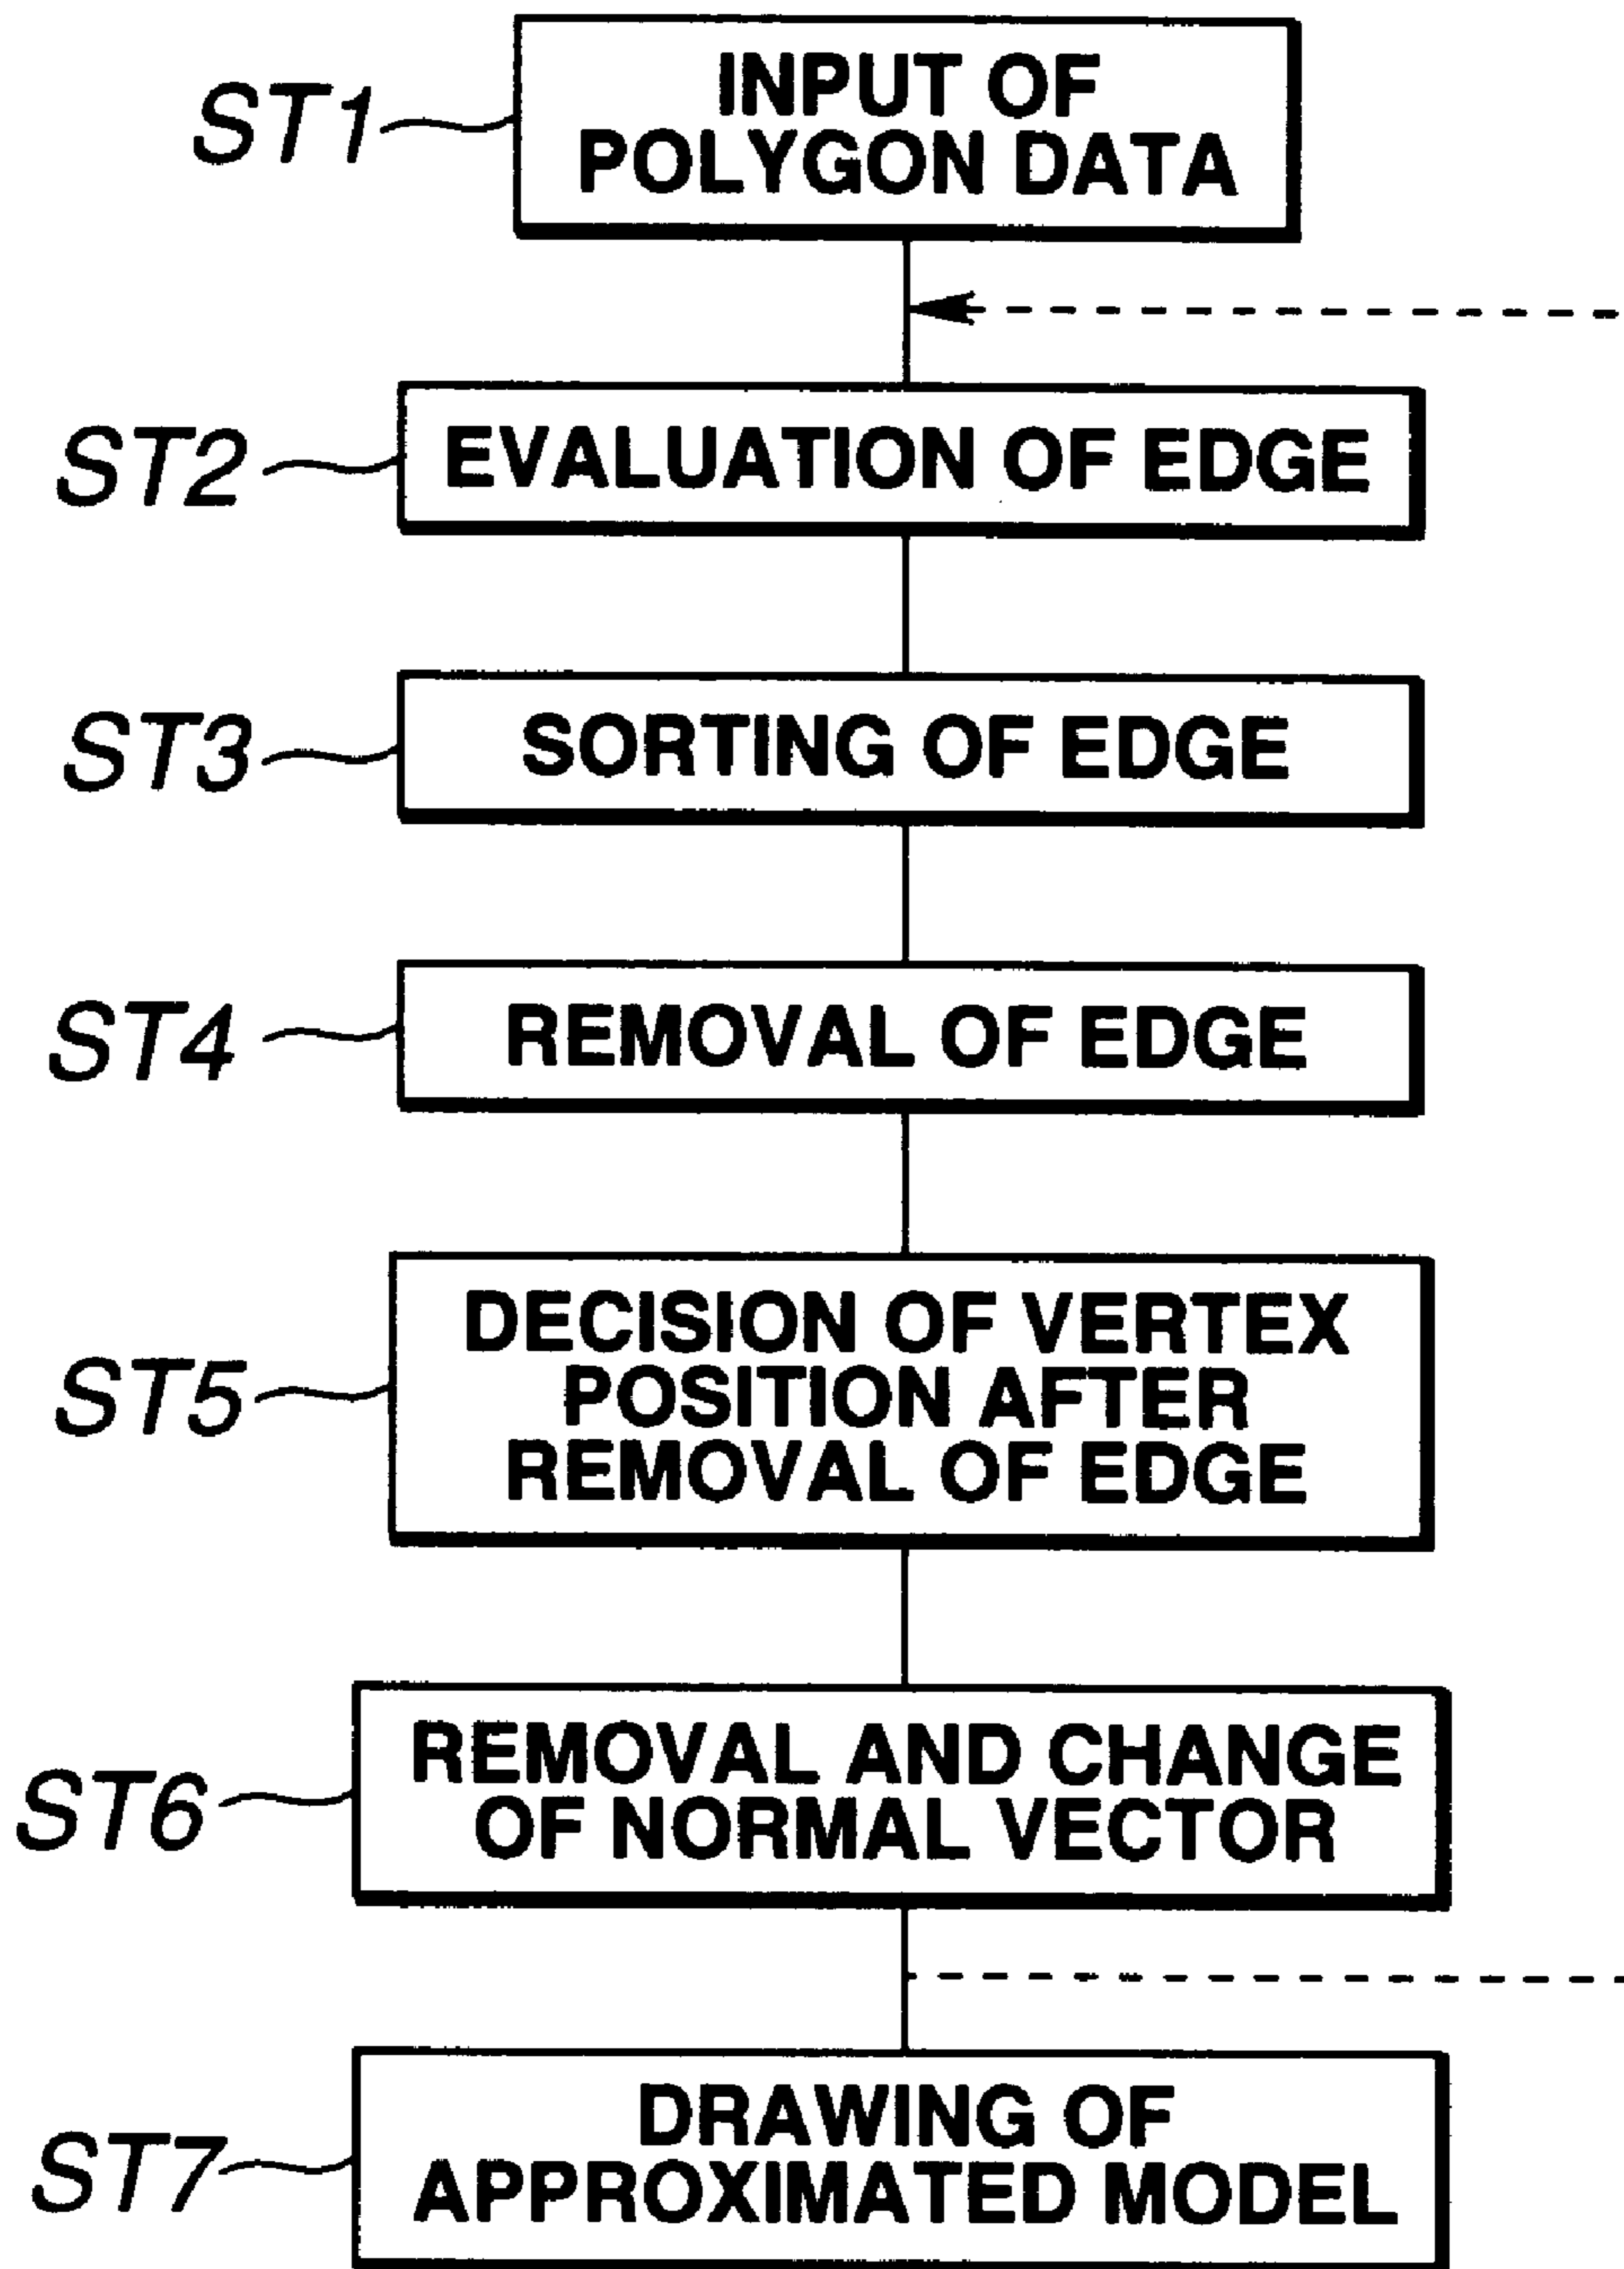 ST1
INPUT OF
POLYGON DATA
ST2
EVALUATION OF EDGE
ST3
SORTING OF EDGE
ST4
REMOVAL OF EDGE
ST5
DECISION OF VERTEX
POSITION AFTER
REMOVAL OF EDGE
ST6
REMOVAL AND CHANGE
OF NORMAL VECTOR
ST7
DRAWING OF
APPROXIMATED MODEL